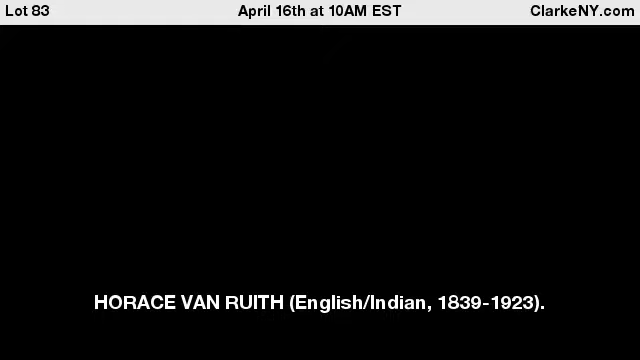 Lot 83 April 16th at 10AM EST ClarkeNY.com
HORACE VAN RUITH (English/Indian, 1839-1923).